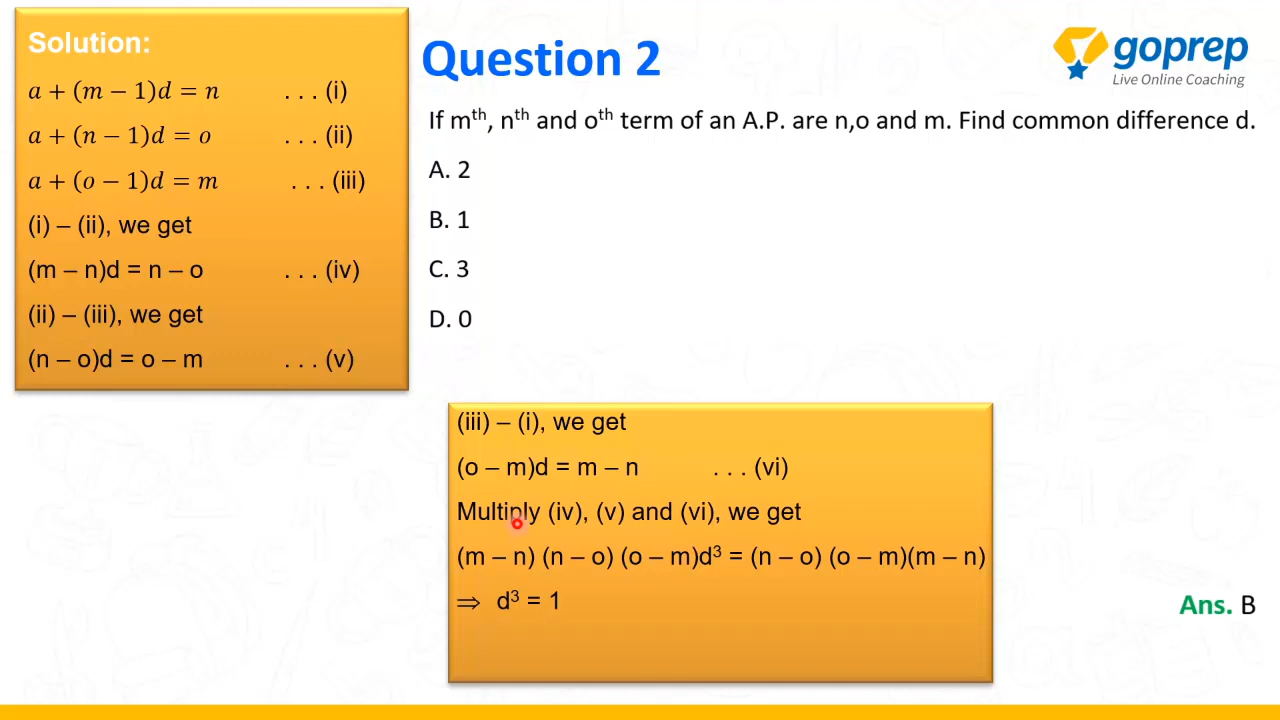 Solution:
a + (m − 1)d = n . . . (i)
a + (n − 1)d = o . . . (ii)
a + (o − 1)d = m . . . (iii)
(i) – (ii), we get
(m – n)d = n – o . . . (iv)
(ii) – (iii), we get
(n – o)d = o – m . . . (v)
Question 2
goprep
Live Online Coaching
If mᵗʰ, nᵗʰ and oᵗʰ term of an A.P. are n,o and m. Find common difference d.
A. 2
B. 1
C. 3
D. 0
(iii) – (i), we get
(o – m)d = m – n . . . (vi)
Multiply (iv), (v) and (vi), we get
(m – n) (n – o) (o – m)d³ = (n – o) (o – m)(m – n)
⇒ d³ = 1
Ans. B